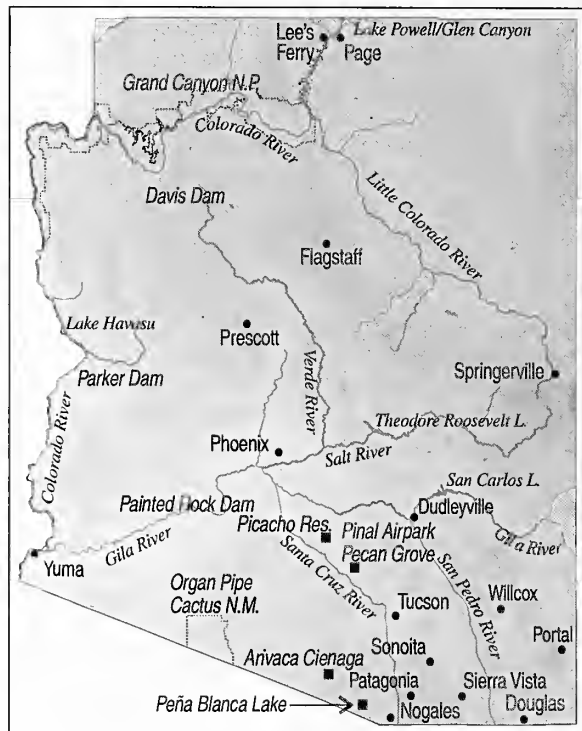 Lake Powell/Glen Canyon
Lee's
Ferry
Page
Grand Canyon N.P.
Colorado River
Davis Dam
Little Colorado River
Flagstaff
Lake Havasu
Prescott
Parker Dam
Verde River
Springerville
Theodore Roosevelt L.
Colorado River
Phoenix
Salt River
San Carlos L.
Painted Rock Dam
Dudleyville
Picacho Res.
Pinal Airpark
Pecan Grove
Gila River
Gila River
Yuma
Santa Cruz River
San Pedro River
Organ Pipe
Cactus N.M.
Willcox
Tucson
Portal
Sonoita
Arivaca Cienaga
Patagonia
Sierra Vista
Peña Blanca Lake
Nogales
Douglas